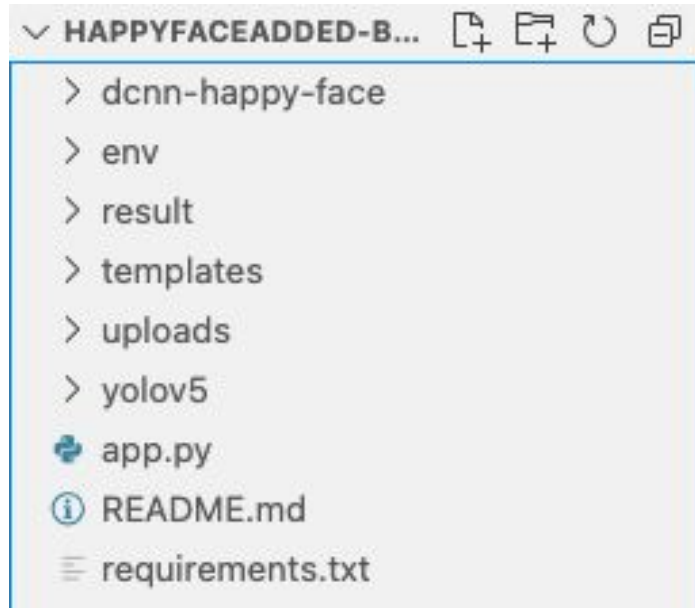 HAPPYFACEADDED-B...
dcnn-happy-face
env
result
templates
uploads
yolov5
app.py
README.md
requirements.txt